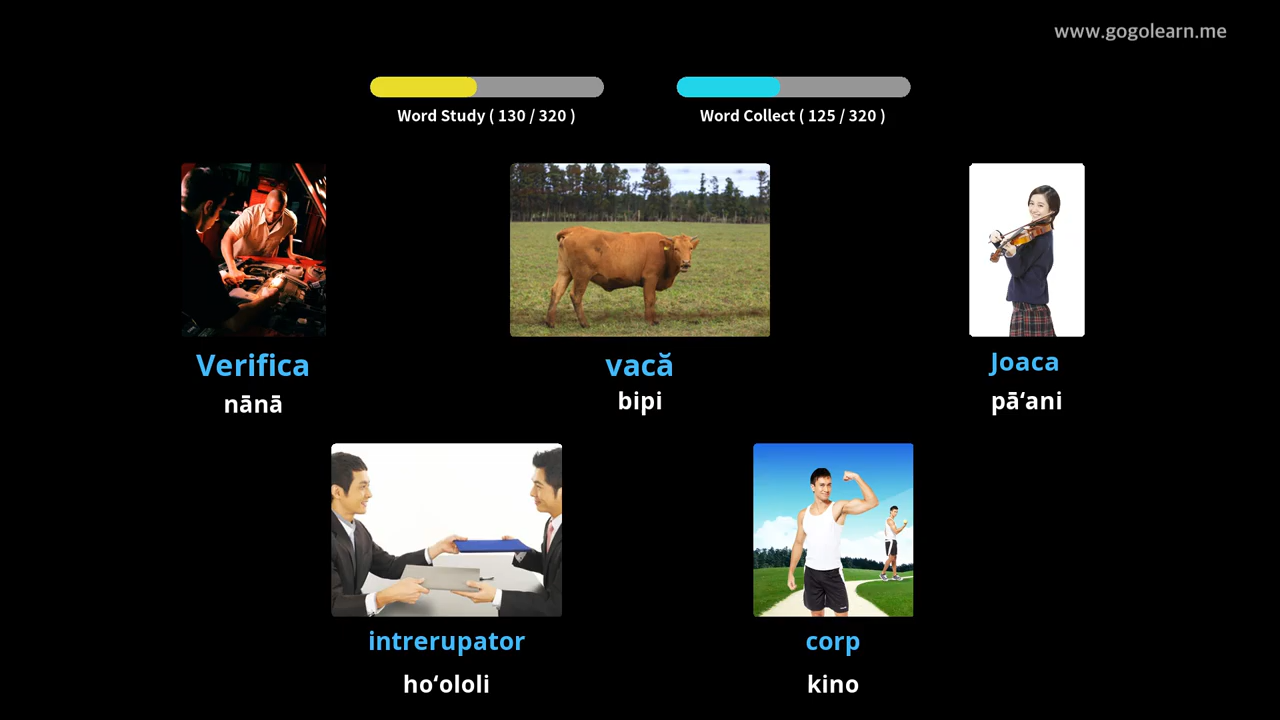 www.gogolearn.me
Word Study ( 130 / 320 )
Word Collect ( 125 / 320 )
Verifica
nānā
vacă
bipi
Joaca
pāʻani
intrerupator
hoʻololi
corp
kino